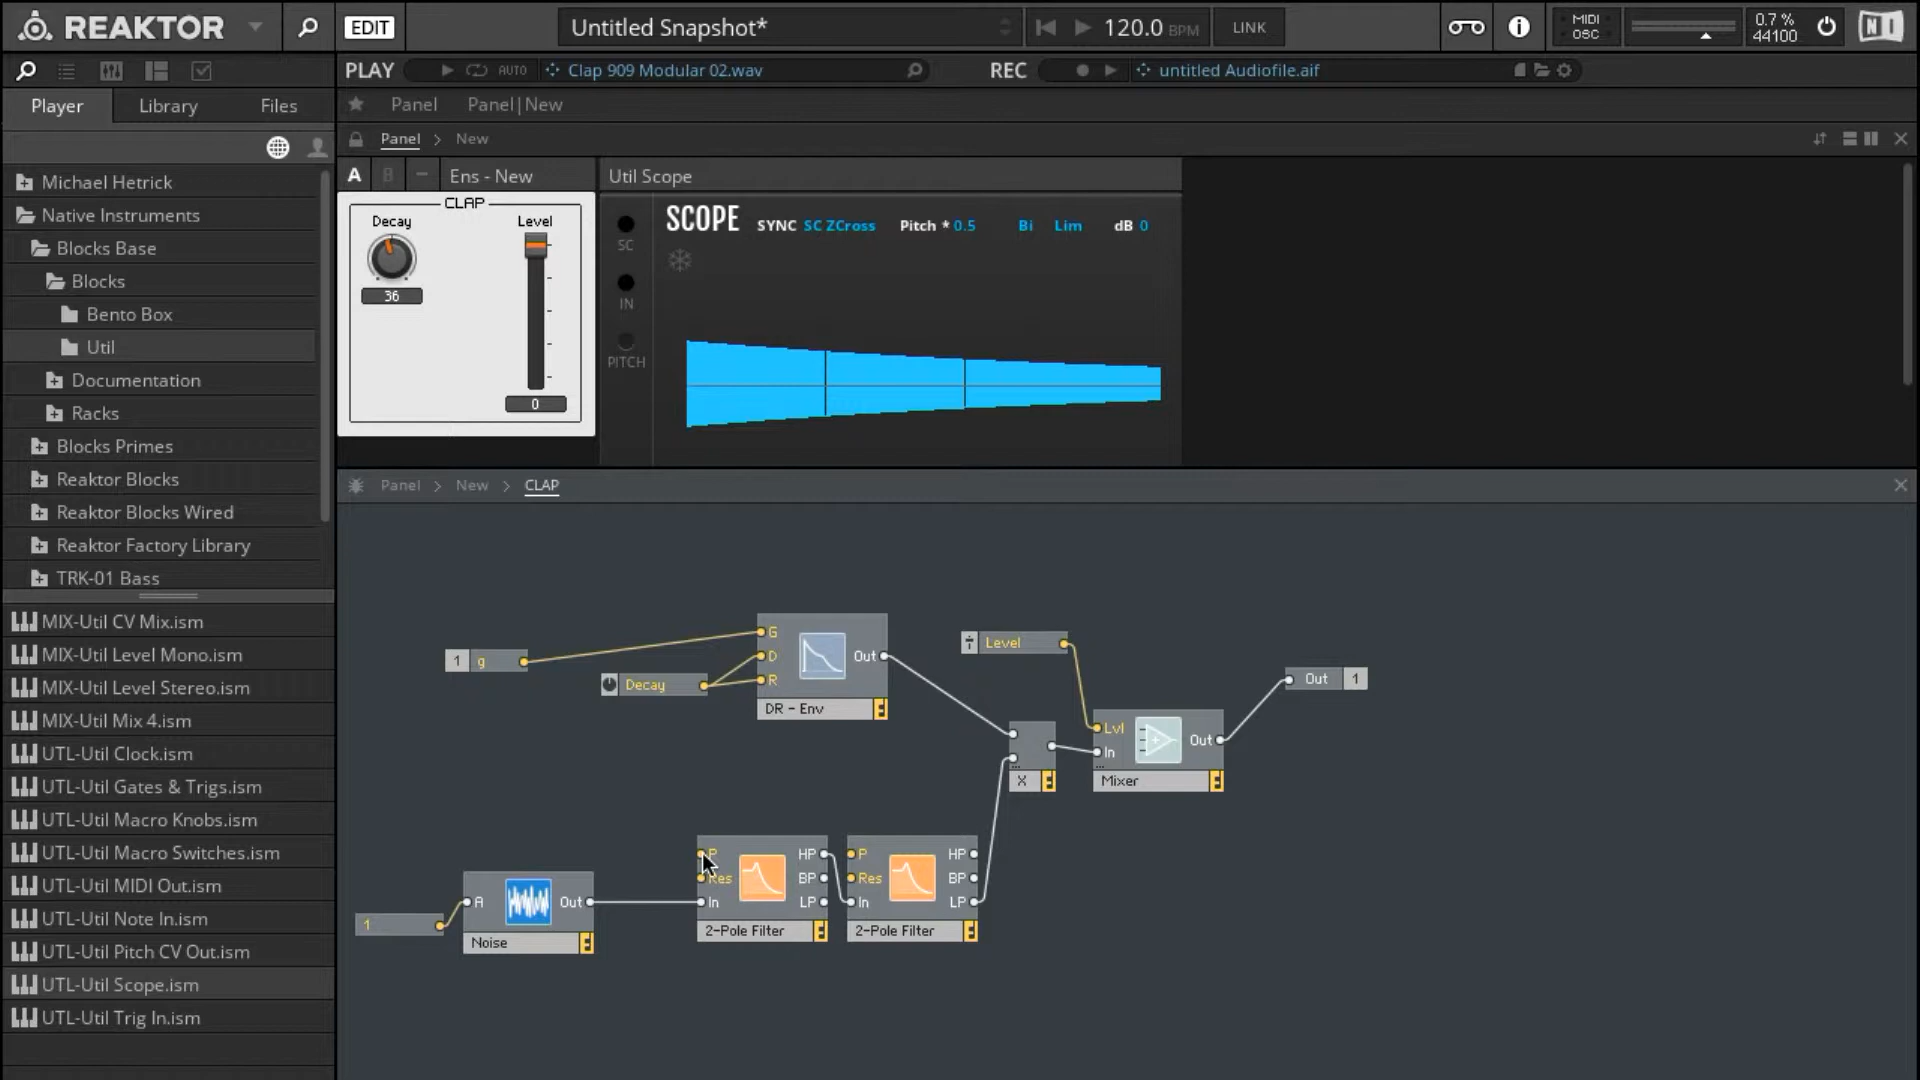 REAKTOR
EDIT
Untitled Snapshot*
120.0 BPM
LINK
MIDI
OSC
0.7 %
44100
PLAY
AUTO
Clap 909 Modular 02.wav
REC
untitled Audiofile.aif
Player
Library
Files
Panel
Panel|New
Panel > New
A
B
Ens - New
Util Scope
CLAP
Decay
36
Level
0
SC
IN
PITCH
SCOPE
SYNC SC ZCross
Pitch * 0.5
Bi
Lim
dB 0
Michael Hetrick
Native Instruments
Blocks Base
Blocks
Bento Box
Util
Documentation
Racks
Blocks Primes
Reaktor Blocks
Reaktor Blocks Wired
Reaktor Factory Library
TRK-01 Bass
MIX-Util CV Mix.ism
MIX-Util Level Mono.ism
MIX-Util Level Stereo.ism
MIX-Util Mix 4.ism
UTL-Util Clock.ism
UTL-Util Gates & Trigs.ism
UTL-Util Macro Knobs.ism
UTL-Util Macro Switches.ism
UTL-Util MIDI Out.ism
UTL-Util Note In.ism
UTL-Util Pitch CV Out.ism
UTL-Util Scope.ism
UTL-Util Trig In.ism
Panel > New > CLAP
1 g
Decay
G
D
R
Out
DR - Env
Level
X
Lvl
In
Out
Mixer
Out 1
1
A
Out
Noise
P
Res
In
HP
BP
LP
2-Pole Filter
P
Res
In
HP
BP
LP
2-Pole Filter